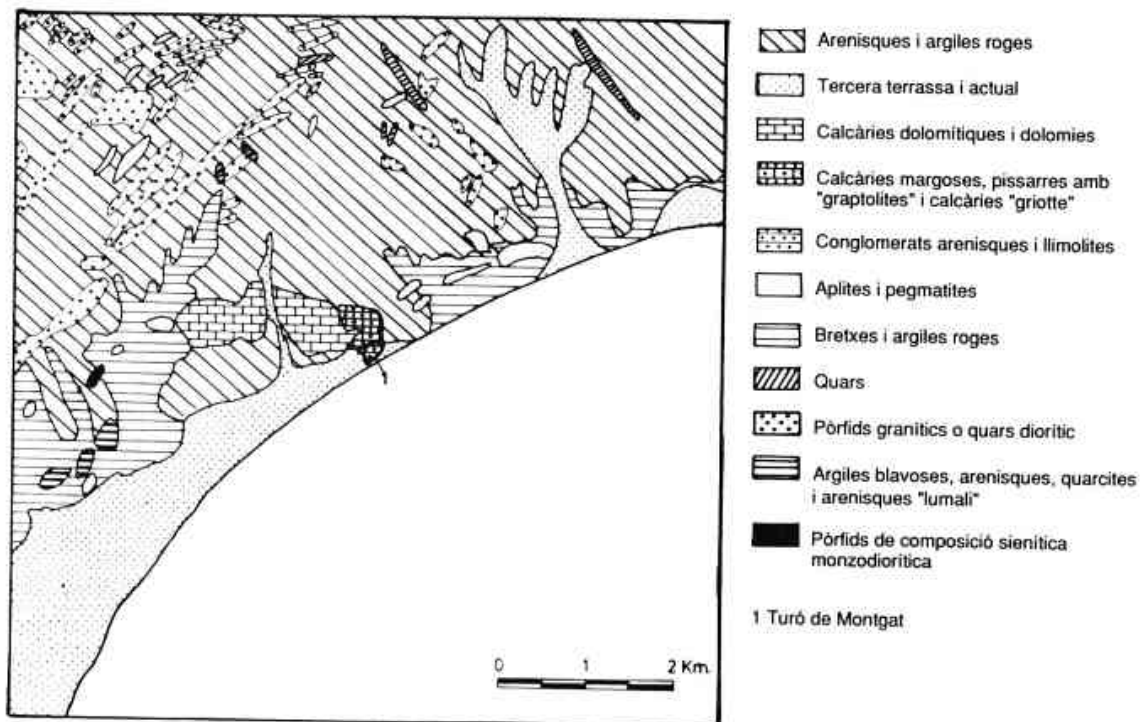 Arenisques i argiles roges
Tercera terrassa i actual
Calcàries dolomítiques i dolomies
Calcàries margoses, pissarres amb
"graptolites" i calcàries "griotte"
Conglomerats arenisques i llimolites
Aplites i pegmatites
Bretxes i argiles roges
Quars
Pòrfids granítics o quars diorític
Argiles blavoses, arenisques, quarcites
i arenisques "lumali"
Pòrfids de composició sienítica
monzodiorítica
1 Turó de Montgat
1
0 1 2 Km.